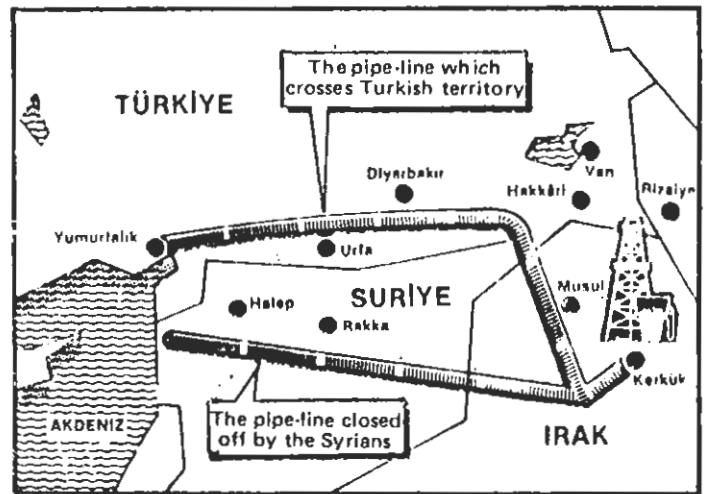 The pipe-line which
crosses Turkish territory
TÜRKİYE
Van
Diyarbakır
Hakkâri
Rizaiye
Yumurtalık
Urfa
Musul
SURİYE
Halep
Rakka
Kerkük
The pipe-line closed
off by the Syrians
AKDENİZ
IRAK